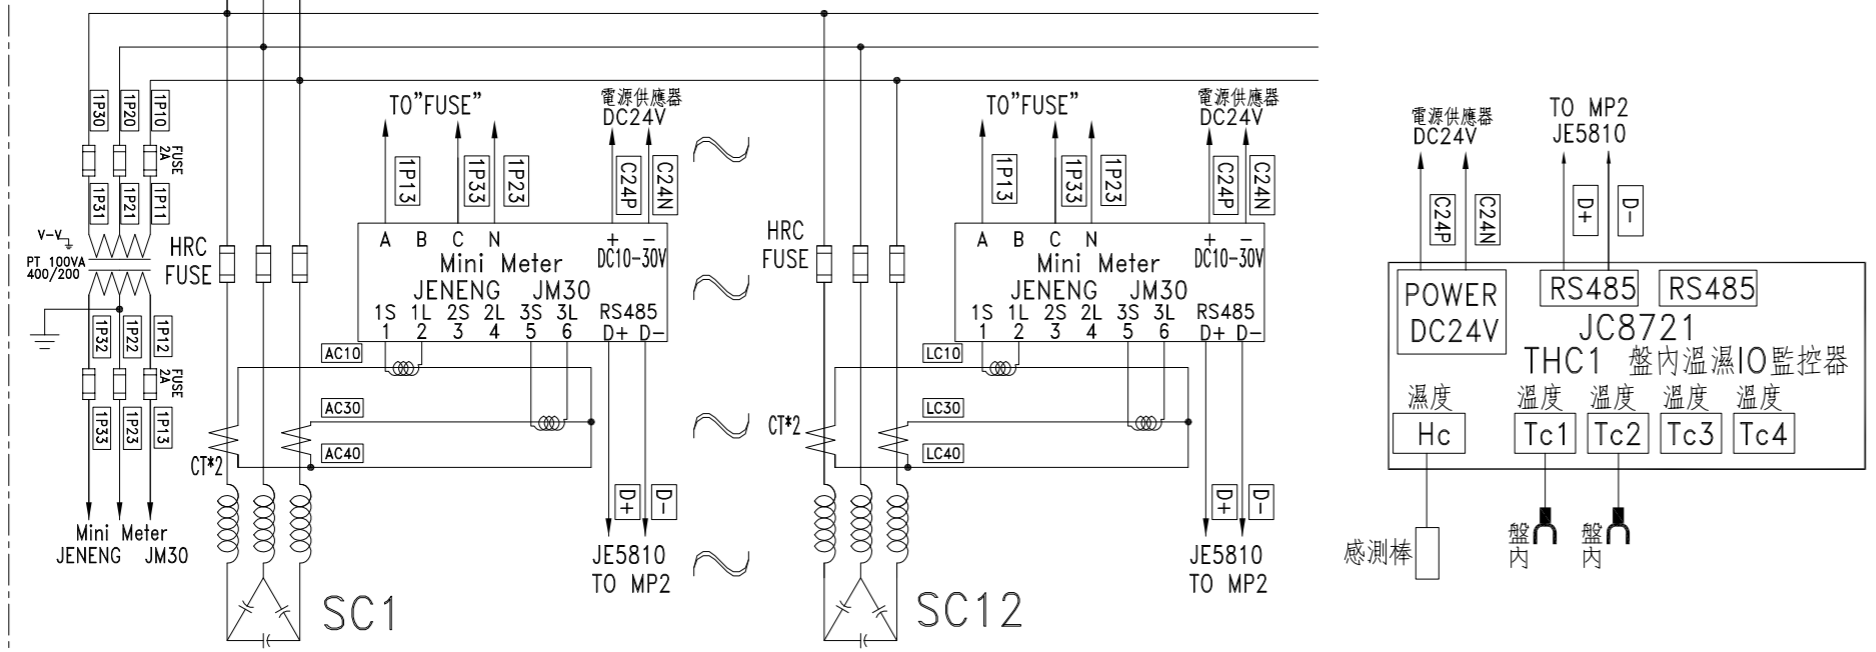 1P30
1P20
1P10
2A
FUSE
1P31
1P21
1P11
V-V
PT 100VA
400/200
1P32
1P22
1P12
2A
FUSE
1P33
1P23
1P13
Mini Meter
JENENG JM30
HRC
FUSE
CT*2
TO"FUSE"
電源供應器
DC24V
1P13
1P33
1P23
C24P
C24N
A B C N + -
DC10-30V
Mini Meter
JENENG JM30
1S 1L 2S 2L 3S 3L RS485
1 2 3 4 5 6 D+ D-
AC10
AC30
AC40
D+
D-
JE5810
TO MP2
SC1
HRC
FUSE
CT*2
TO"FUSE"
電源供應器
DC24V
1P13
1P33
1P23
C24P
C24N
A B C N + -
DC10-30V
Mini Meter
JENENG JM30
1S 1L 2S 2L 3S 3L RS485
1 2 3 4 5 6 D+ D-
LC10
LC30
LC40
D+
D-
JE5810
TO MP2
SC12
電源供應器
DC24V
TO MP2
JE5810
C24P
C24N
D+
D-
POWER
DC24V
RS485
RS485
JC8721
THC1 盤內溫濕IO監控器
濕度 溫度 溫度 溫度 溫度
Hc Tc1 Tc2 Tc3 Tc4
感測棒
盤內
盤內